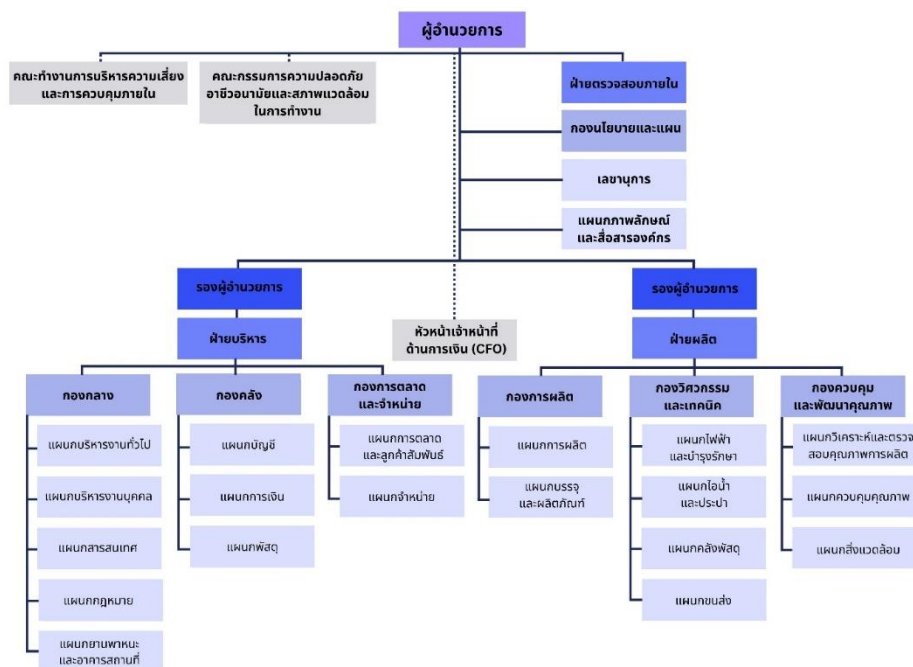 ผู้อำนวยการ
คณะทำงานการบริหารความเสี่ยง
และการควบคุมภายใน
คณะกรรมการความปลอดภัย
อาชีวอนามัยและสภาพแวดล้อม
ในการทำงาน
ฝ่ายตรวจสอบภายใน
กองนโยบายและแผน
เลขานุการ
แผนกภาพลักษณ์
และสื่อสารองค์กร
รองผู้อำนวยการ
รองผู้อำนวยการ
ฝ่ายบริหาร
หัวหน้าเจ้าหน้าที่
ด้านการเงิน (CFO)
ฝ่ายผลิต
กองกลาง
กองคลัง
กองการตลาด
และจำหน่าย
กองการผลิต
กองวิศวกรรม
และเทคนิค
กองควบคุม
และพัฒนาคุณภาพ
แผนกบริหารงานทั่วไป
แผนกบริหารงานบุคคล
แผนกสารสนเทศ
แผนกกฎหมาย
แผนกยานพาหนะ
และอาคารสถานที่
แผนกบัญชี
แผนกการเงิน
แผนกพัสดุ
แผนกการตลาด
และลูกค้าสัมพันธ์
แผนกจำหน่าย
แผนกการผลิต
แผนกบรรจุ
และผลิตภัณฑ์
แผนกไฟฟ้า
และบำรุงรักษา
แผนกไอน้ำ
และประปา
แผนกคลังพัสดุ
แผนกขนส่ง
แผนกวิเคราะห์และตรวจ
สอบคุณภาพการผลิต
แผนกควบคุมคุณภาพ
แผนกสิ่งแวดล้อม